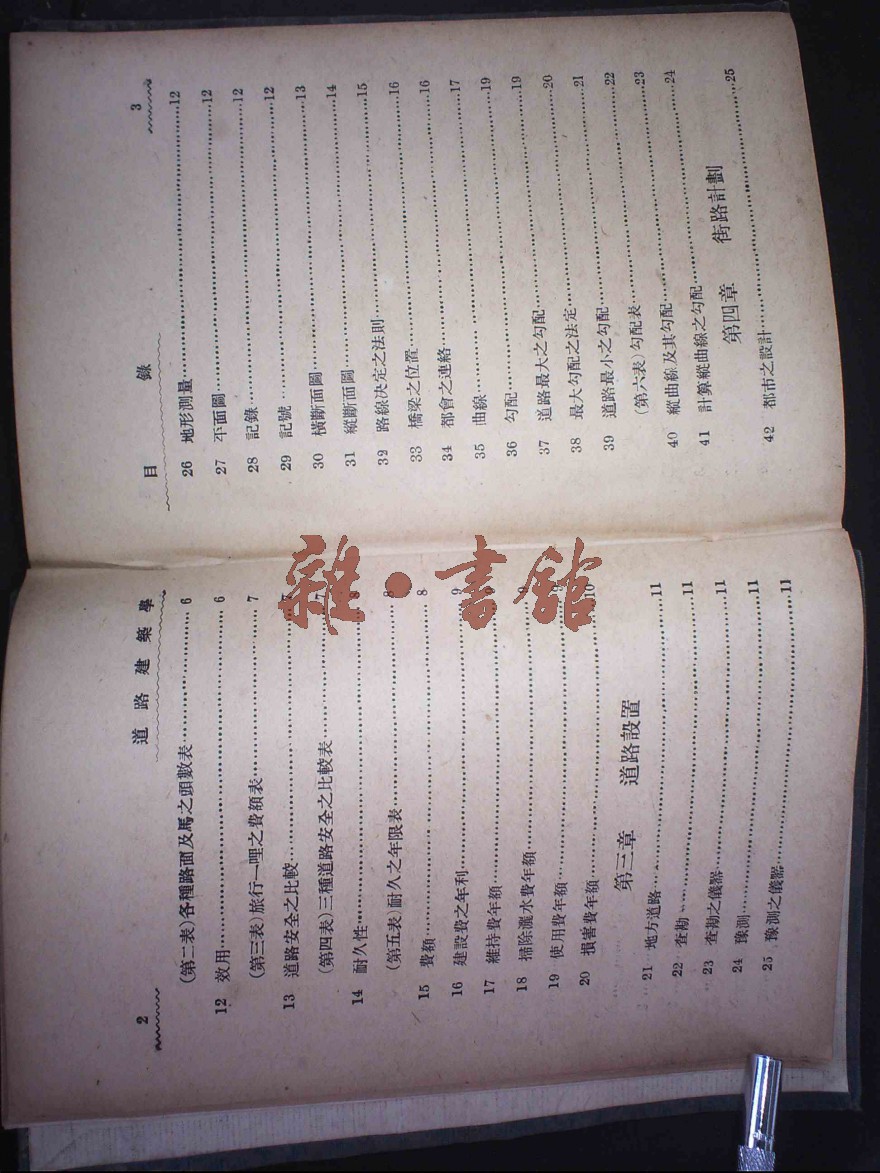 2 道路建築學
(第二表)各種路面及馬之頭數表 6
12 效用 6
(第三表)旅行一哩之費額表 7
13 道路安全之比較 7
(第四表)三種道路安全之比較表 7
14 耐久性 8
(第五表)耐久之年限表 8
15 費額 8
16 建設費之年利 9
17 維持費年額 9
18 掃除灑水費年額 9
19 使用費年額 9
20 損害費年額 10
第三章 道路設置
21 地方道路 11
22 查勘 11
23 查勘之儀器 11
24 豫測 11
25 豫測之儀器 11
目錄 3
26 地形測量 12
27 平面圖 12
28 記錄 12
29 記號 12
30 橫斷面圖 13
31 縱斷面圖 14
32 路線決定之法則 15
33 橋梁之位置 16
34 都會之連絡 16
35 曲線 17
36 勾配 19
37 道路最大之勾配 19
38 最大勾配之法定 20
39 道路最小之勾配 21
(第六表)勾配表 22
40 縱曲線及其勾配 23
41 計算縱曲線之勾配 24
第四章 街路計劃
42 都市之設計 25
雜·書館